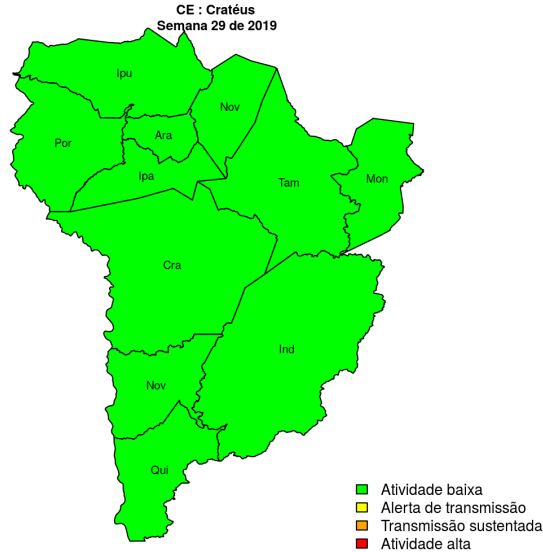 CE : Cratéus
Semana 29 de 2019
Ipu
Nov
Ara
Por
Ipa
Tam
Mon
Cra
Ind
Nov
Qui
Atividade baixa
Alerta de transmissão
Transmissão sustentada
Atividade alta